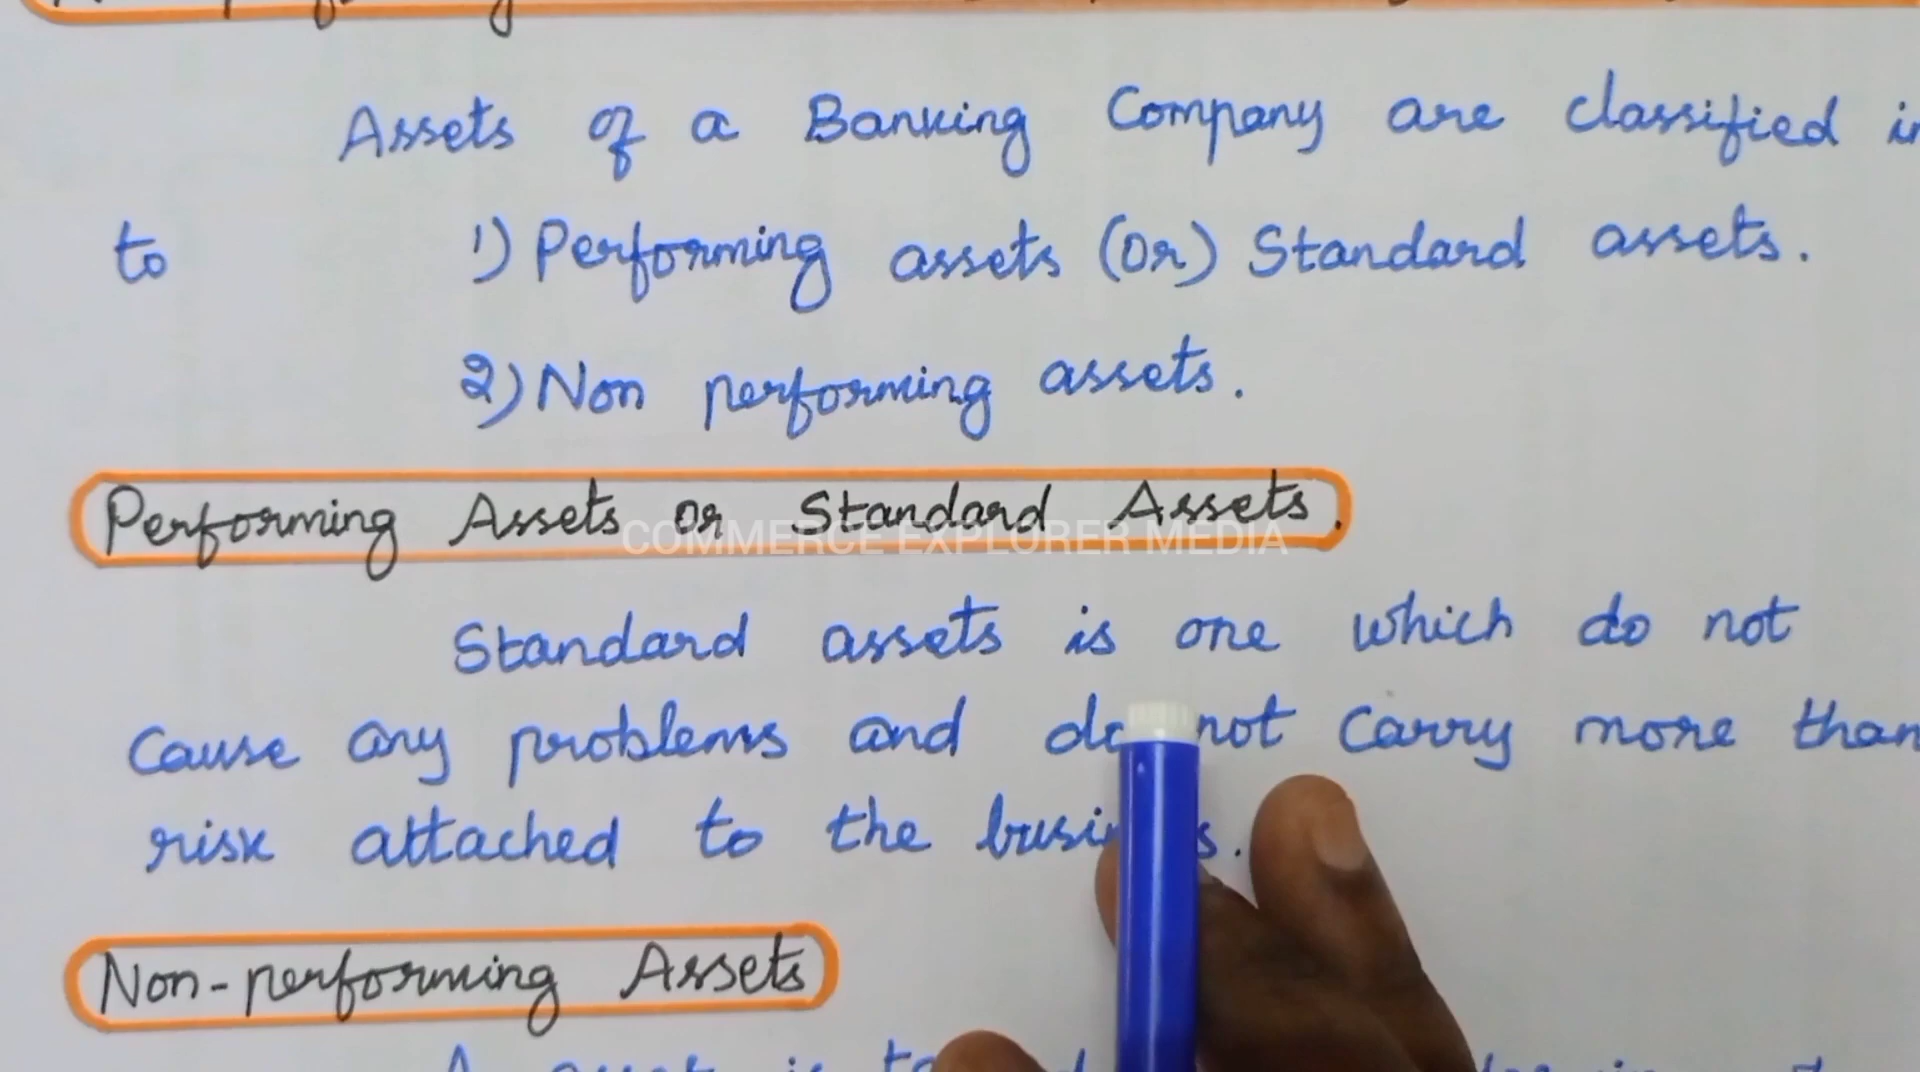 Assets of a Banking Company are classified in
to 1) Performing assets (Or) Standard assets.
2) Non performing assets.
Performing Assets or Standard Assets.
COMMERCE EXPLORER MEDIA
Standard assets is one which do not
Cause any problems and do not Carry more than
risk attached to the business.
Non-performing Assets